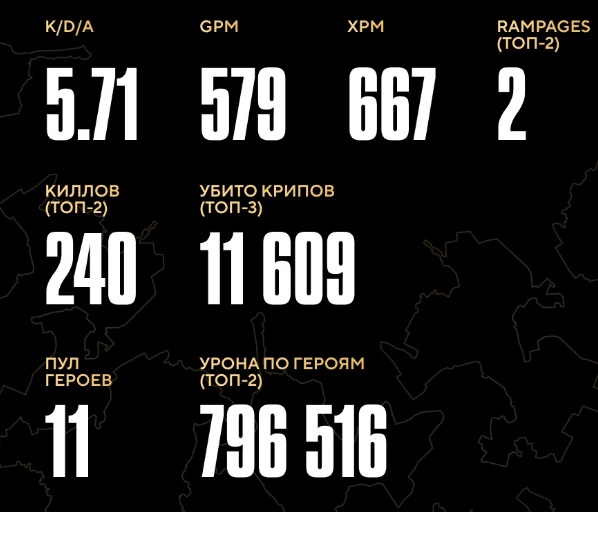 K/D/A
GPM
XPM
RAMPAGES
(ТОП-2)
5.71
579
667
2
КИЛЛОВ
(ТОП-2)
УБИТО КРИПОВ
(ТОП-3)
240
11 609
ПУЛ
ГЕРОЕВ
УРОНА ПО ГЕРОЯМ
(ТОП-2)
11
796 516